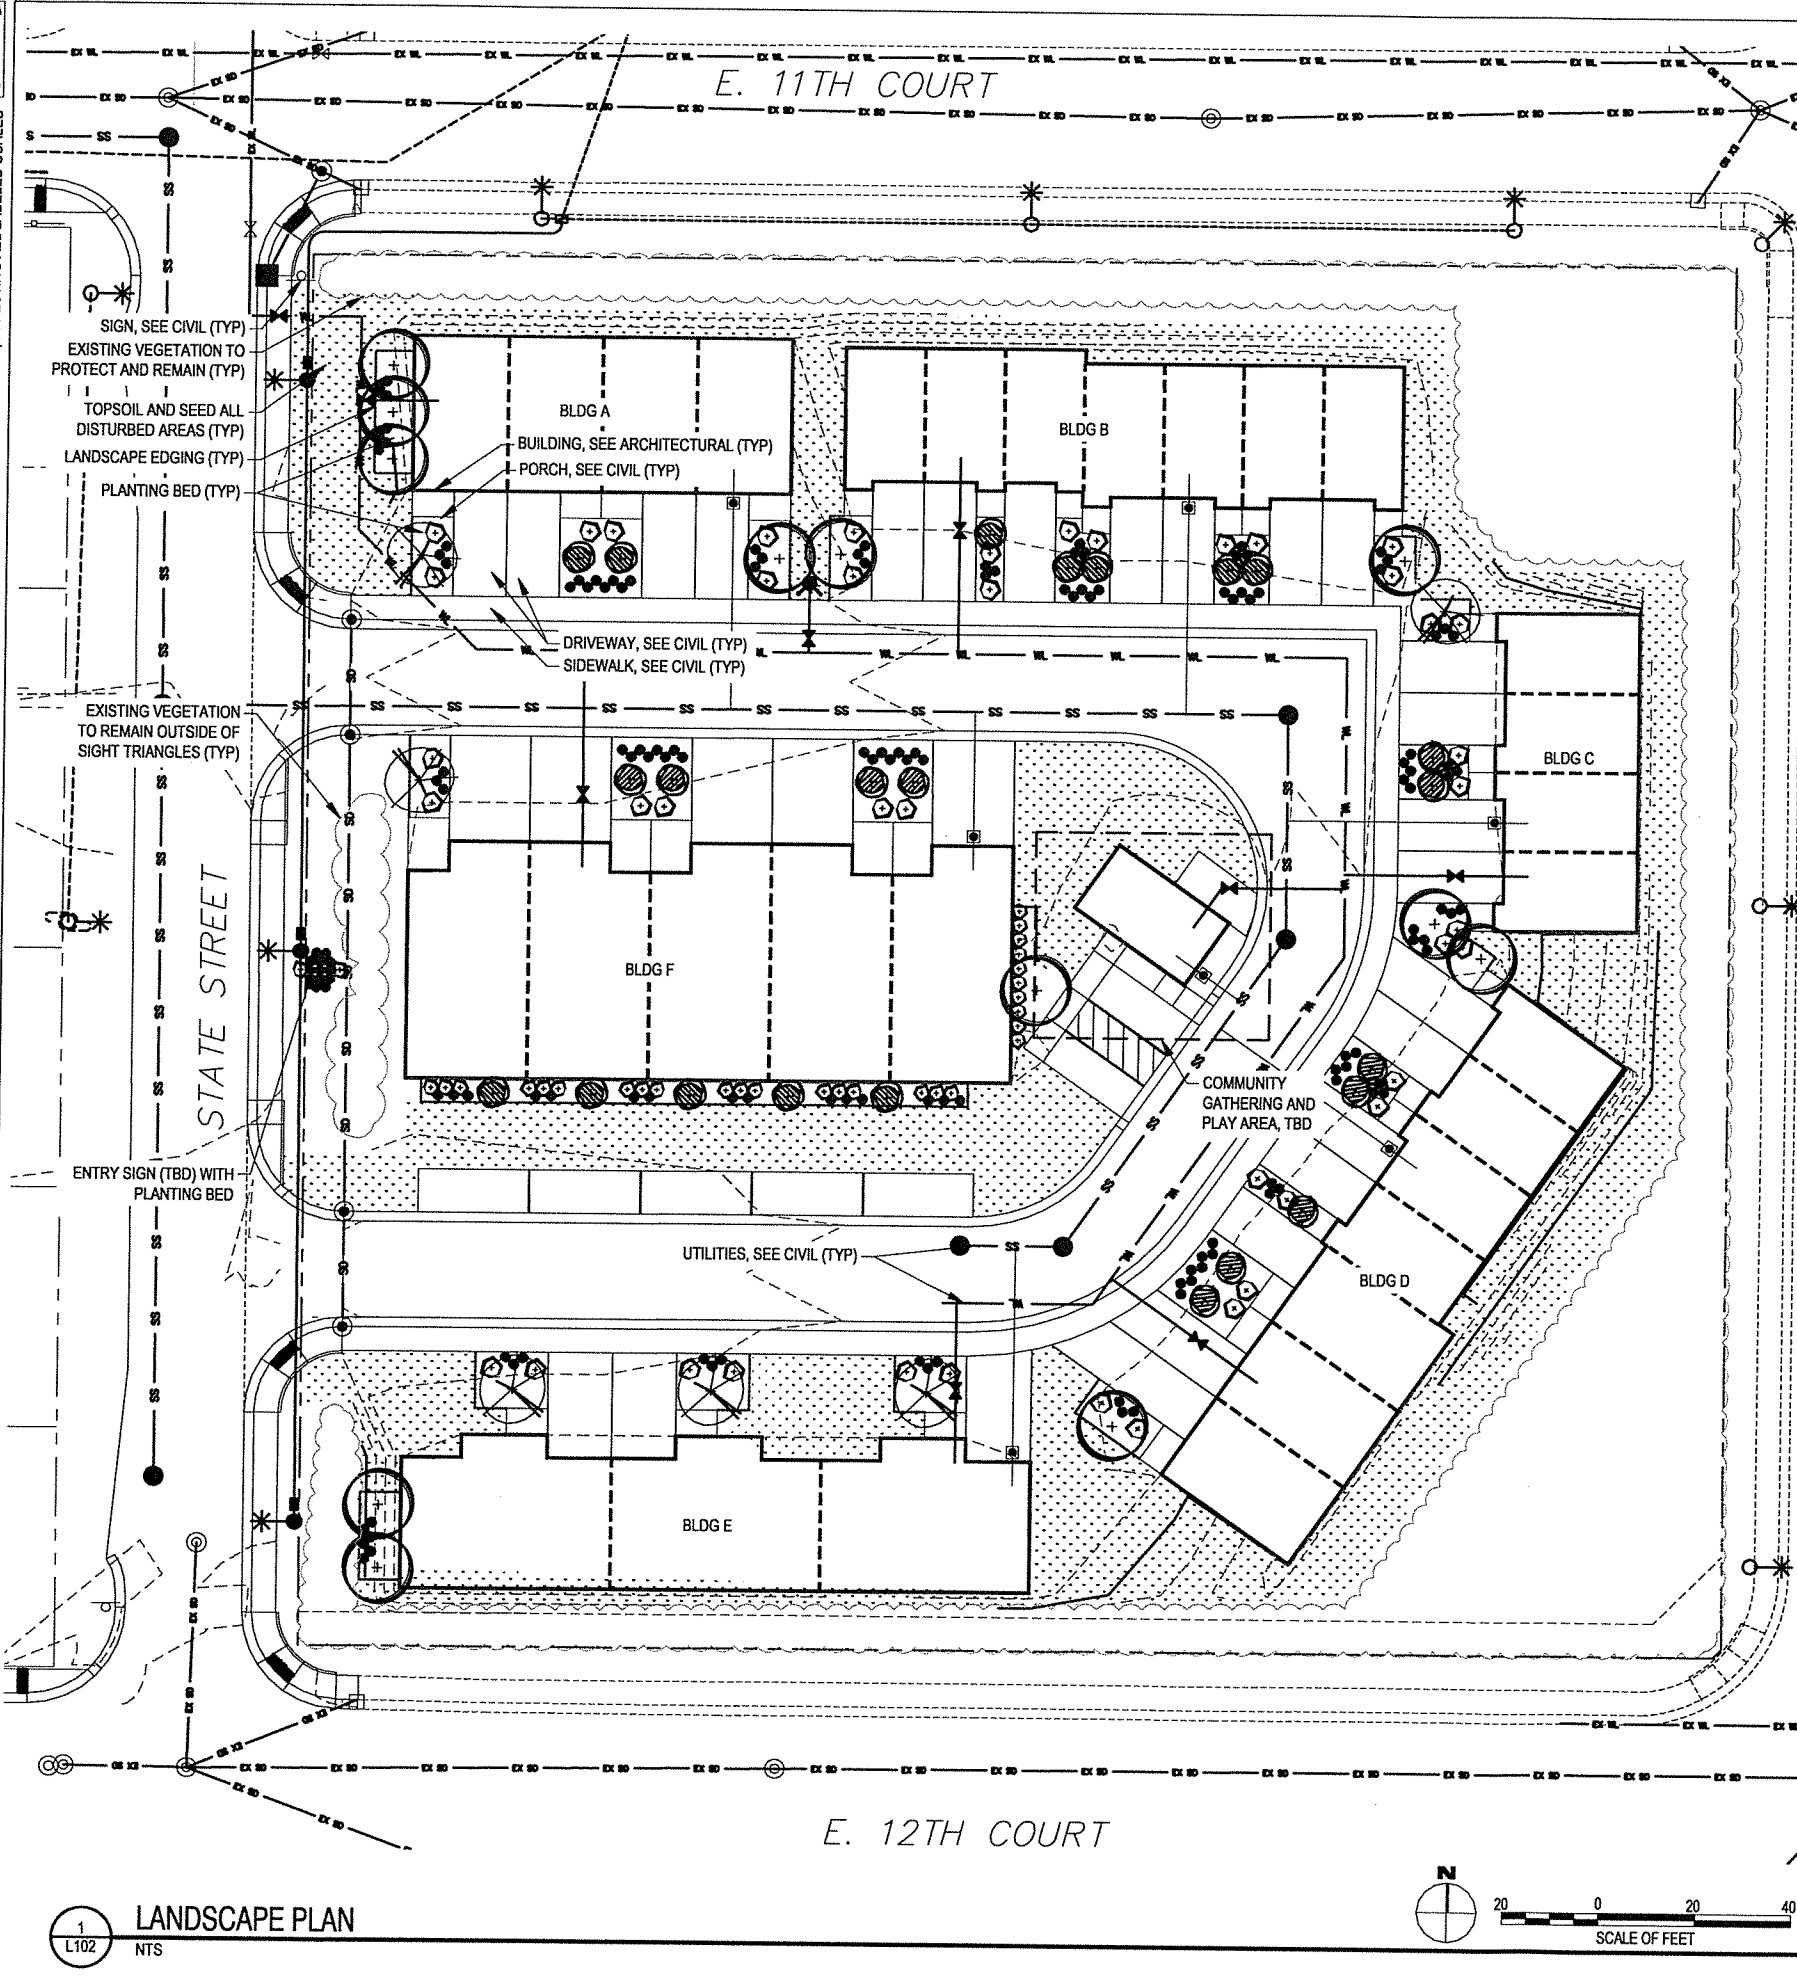 E. 11TH COURT
SIGN, SEE CIVIL (TYP)
EXISTING VEGETATION TO
PROTECT AND REMAIN (TYP)
TOPSOIL AND SEED ALL
DISTURBED AREAS (TYP)
LANDSCAPE EDGING (TYP)
PLANTING BED (TYP)
BLDG A
BUILDING, SEE ARCHITECTURAL (TYP)
PORCH, SEE CIVIL (TYP)
BLDG B
DRIVEWAY, SEE CIVIL (TYP)
SIDEWALK, SEE CIVIL (TYP)
EXISTING VEGETATION
TO REMAIN OUTSIDE OF
SIGHT TRIANGLES (TYP)
BLDG C
STATE STREET
BLDG F
COMMUNITY
GATHERING AND
PLAY AREA, TBD
ENTRY SIGN (TBD) WITH
PLANTING BED
UTILITIES, SEE CIVIL (TYP)
BLDG D
BLDG E
E. 12TH COURT
1
L102
LANDSCAPE PLAN
NTS
N
20 0 20 40
SCALE OF FEET